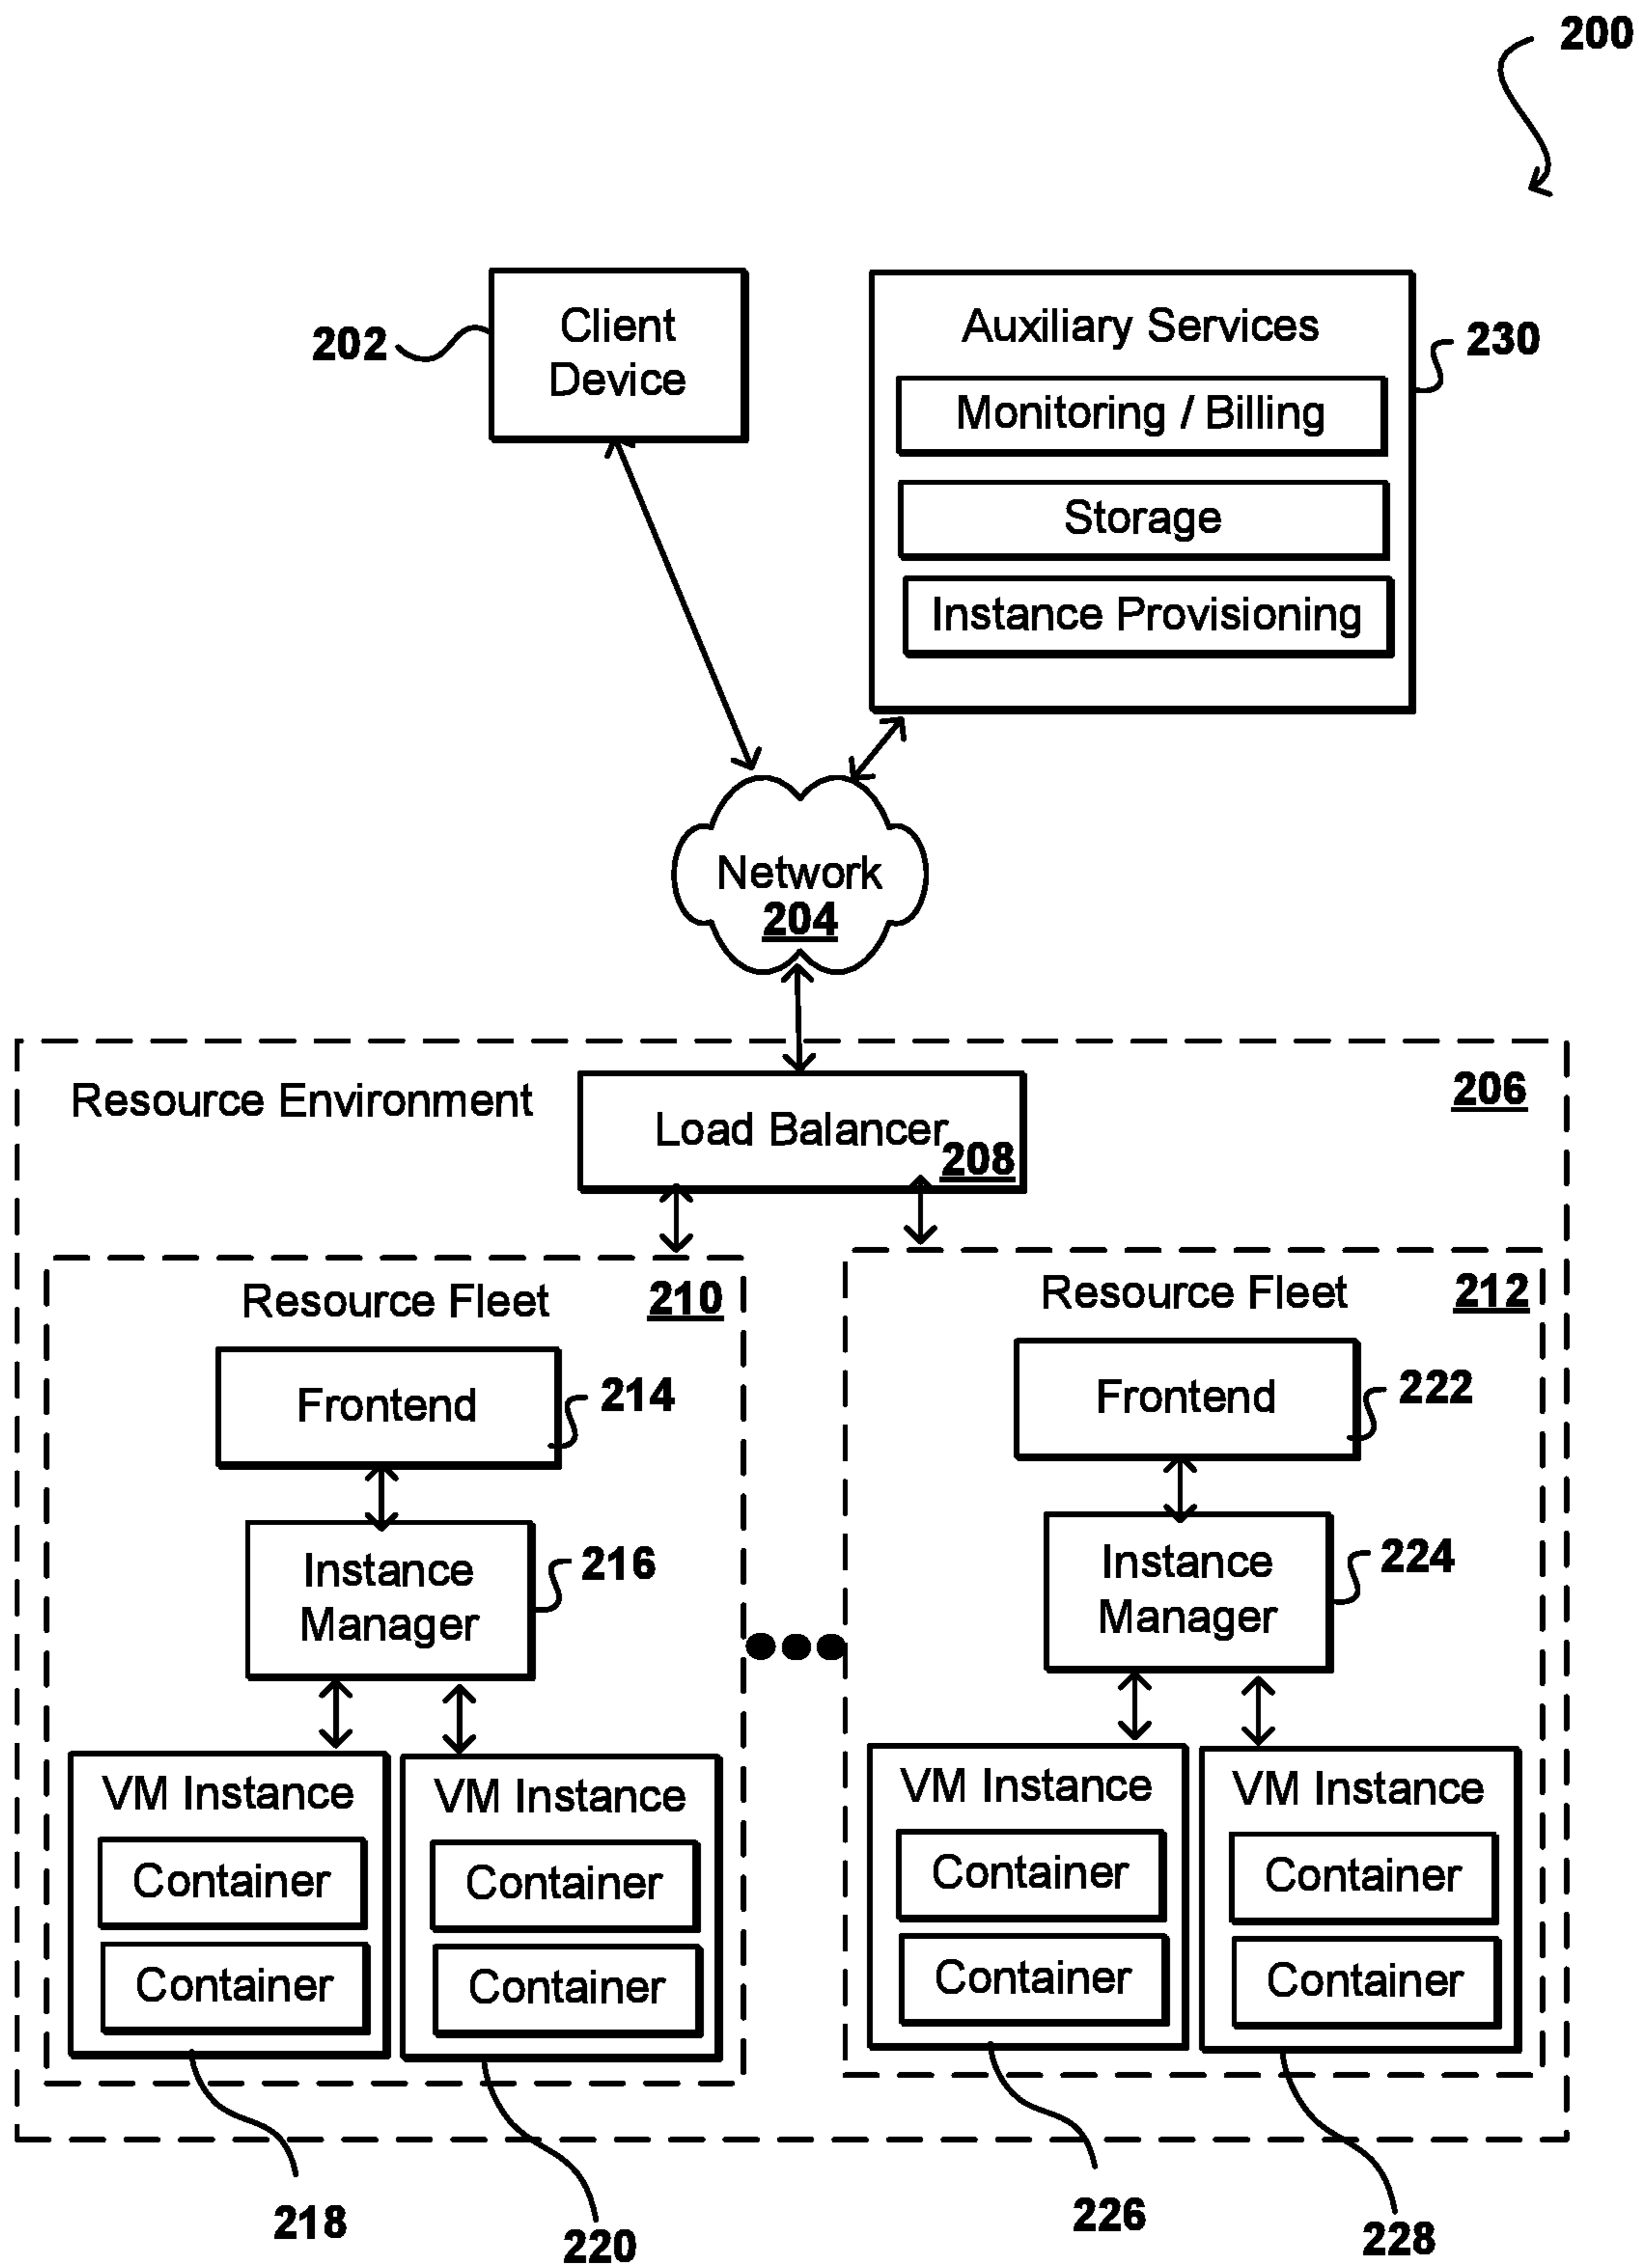 200
Client
Device
202
Auxiliary Services
230
Monitoring / Billing
Storage
Instance Provisioning
Network
204
Resource Environment
206
Load Balancer
208
Resource Fleet
210
Frontend
214
Instance
Manager
216
VM Instance
Container
Container
VM Instance
Container
Container
218
220
Resource Fleet
212
Frontend
222
Instance
Manager
224
VM Instance
Container
Container
VM Instance
Container
Container
226
228